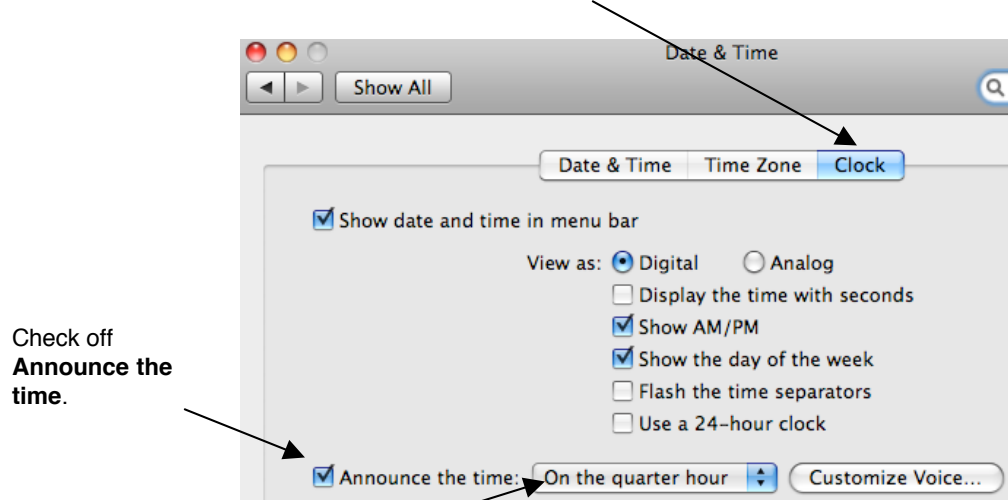 Date & Time
Show All
Date & Time Time Zone Clock
Show date and time in menu bar
View as: Digital Analog
Display the time with seconds
Show AM/PM
Show the day of the week
Flash the time separators
Use a 24-hour clock
Check off
Announce the
time.
Announce the time: On the quarter hour Customize Voice...